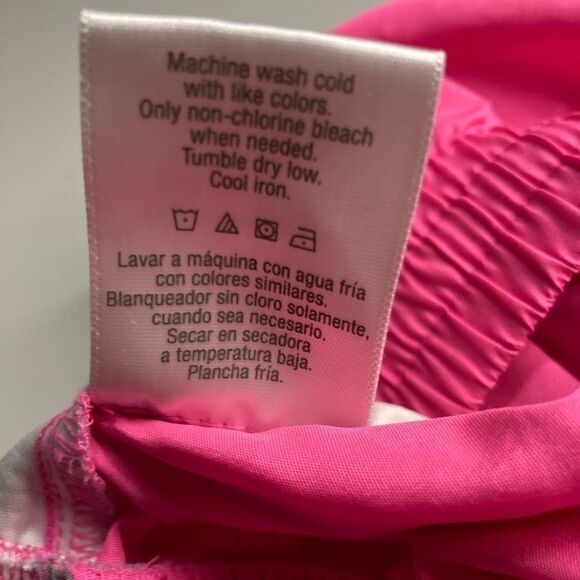 Machine wash cold
with like colors.
Only non-chlorine bleach
when needed.
Tumble dry low.
Cool iron.
Lavar a máquina con agua fría
con colores similares.
Blanqueador sin cloro solamente,
cuando sea necesario.
Secar en secadora
a temperatura baja.
Plancha fría.